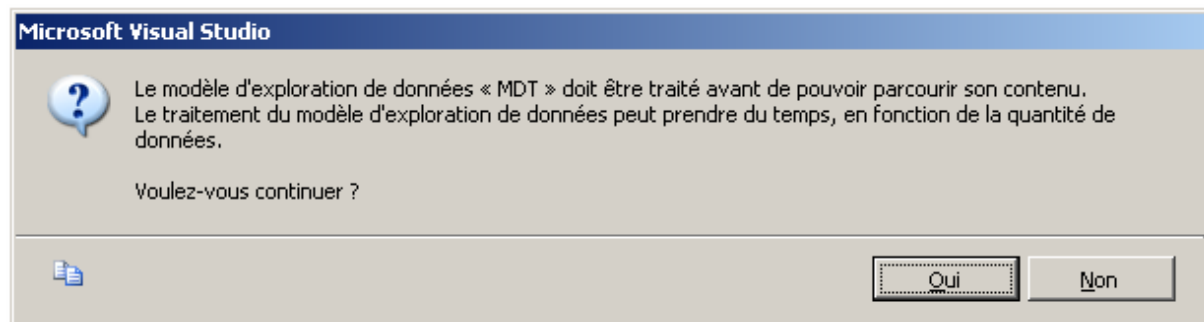 Microsoft Visual Studio
Le modèle d'exploration de données « MDT » doit être traité avant de pouvoir parcourir son contenu.
Le traitement du modèle d'exploration de données peut prendre du temps, en fonction de la quantité de
données.
Voulez-vous continuer ?
Oui Non